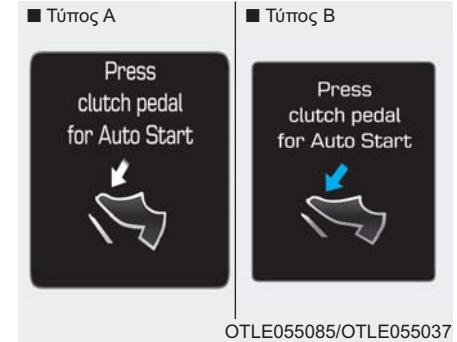 ■ Τύπος A
Press
clutch pedal
for Auto Start
■ Τύπος B
Press
clutch pedal
for Auto Start
OTLE055085/OTLE055037